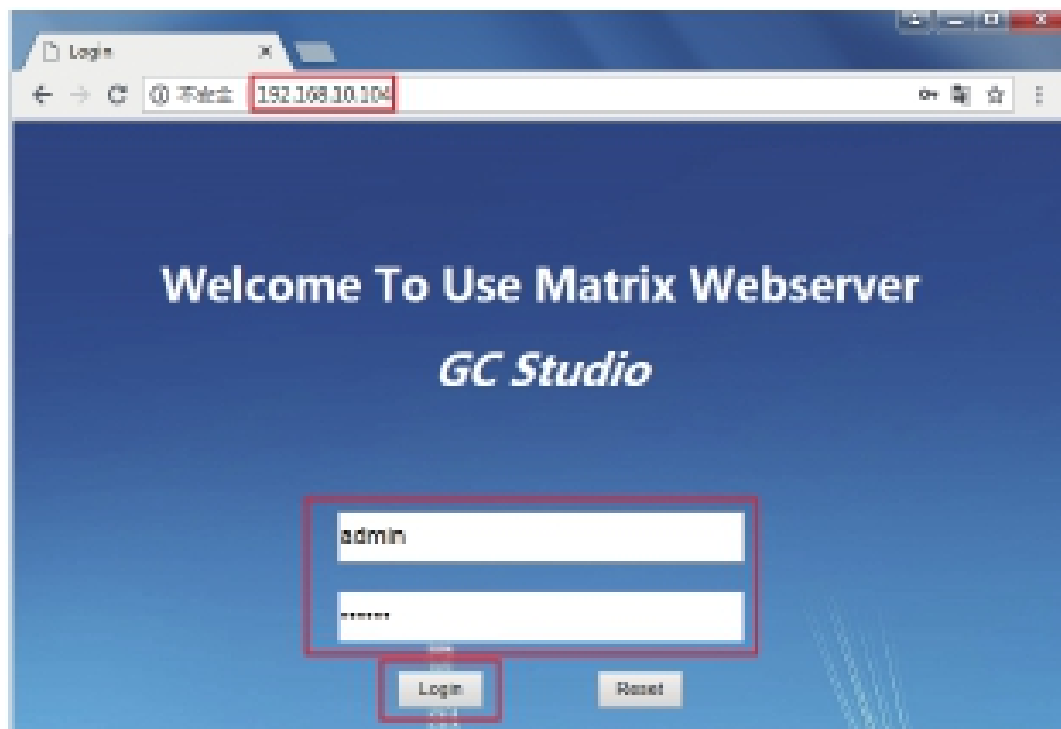 Login
不安全 192.168.10.104
Welcome To Use Matrix Webserver
GC Studio
admin
••••••
Login
Reset